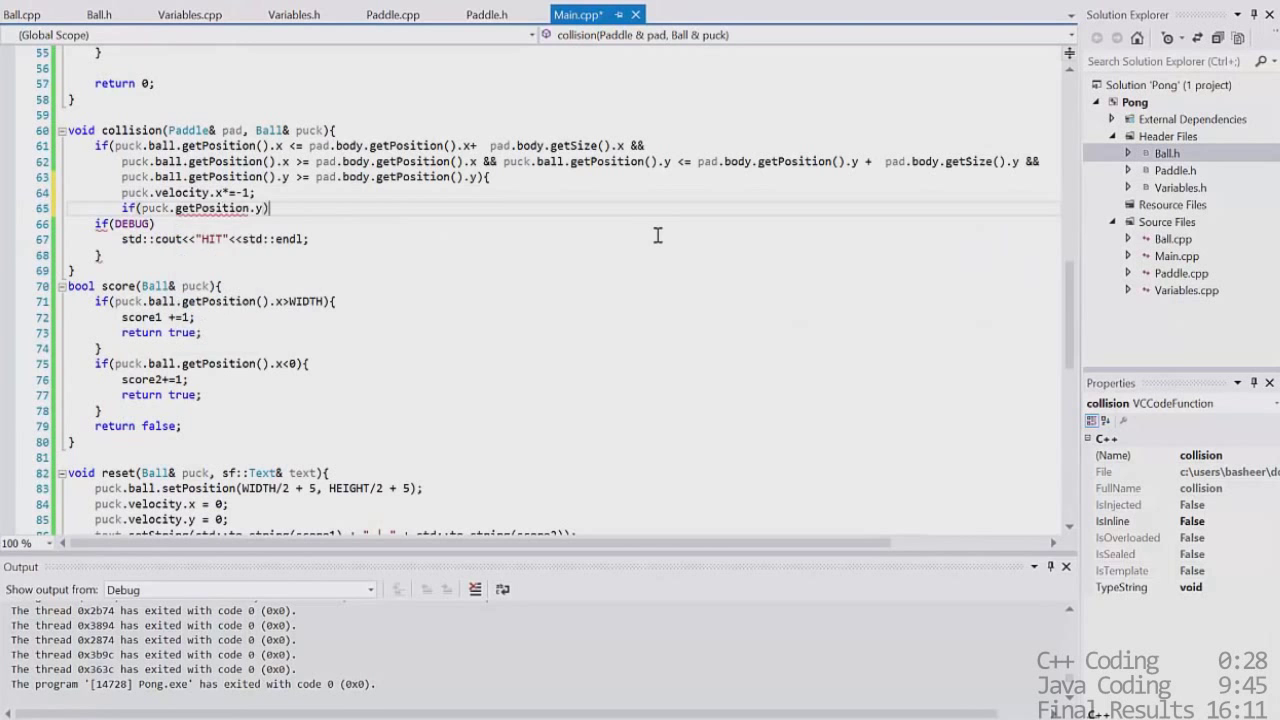 Ball.cpp Ball.h Variables.cpp Variables.h Paddle.cpp Paddle.h Main.cpp*
(Global Scope) collision(Paddle & pad, Ball & puck)
55 }
56
57 return 0;
58 }
59
60 void collision(Paddle& pad, Ball& puck){
61 if(puck.ball.getPosition().x <= pad.body.getPosition().x+  pad.body.getSize().x &&
62 puck.ball.getPosition().x >= pad.body.getPosition().x && puck.ball.getPosition().y <= pad.body.getPosition().y +  pad.body.getSize().y &&
63 puck.ball.getPosition().y >= pad.body.getPosition().y){
64 puck.velocity.x*=-1;
65 if(puck.getPosition.y)
66 if(DEBUG)
67 std::cout<<"HIT"<<std::endl;
68 }
69 }
70 bool score(Ball& puck){
71 if(puck.ball.getPosition().x>WIDTH){
72 score1 +=1;
73 return true;
74 }
75 if(puck.ball.getPosition().x<0){
76 score2+=1;
77 return true;
78 }
79 return false;
80 }
81
82 void reset(Ball& puck, sf::Text& text){
83 puck.ball.setPosition(WIDTH/2 + 5, HEIGHT/2 + 5);
84 puck.velocity.x = 0;
85 puck.velocity.y = 0;
text.setString(std::to_string(score1) + " | " + std::to_string(score2));
100 %
Output
Show output from: Debug
The thread 0x2b74 has exited with code 0 (0x0).
The thread 0x3894 has exited with code 0 (0x0).
The thread 0x2874 has exited with code 0 (0x0).
The thread 0x3b9c has exited with code 0 (0x0).
The thread 0x363c has exited with code 0 (0x0).
The program '[14728] Pong.exe' has exited with code 0 (0x0).
Solution Explorer
Search Solution Explorer (Ctrl+;)
Solution 'Pong' (1 project)
Pong
External Dependencies
Header Files
Ball.h
Paddle.h
Variables.h
Resource Files
Source Files
Ball.cpp
Main.cpp
Paddle.cpp
Variables.cpp
Properties
collision VCCodeFunction
C++
(Name) collision
File c:\users\basheer\do
FullName collision
IsInjected False
IsInline False
IsOverloaded False
IsSealed False
IsTemplate False
TypeString void
C++ Coding 0:28
Java Coding 9:45
Final Results 16:11
C++